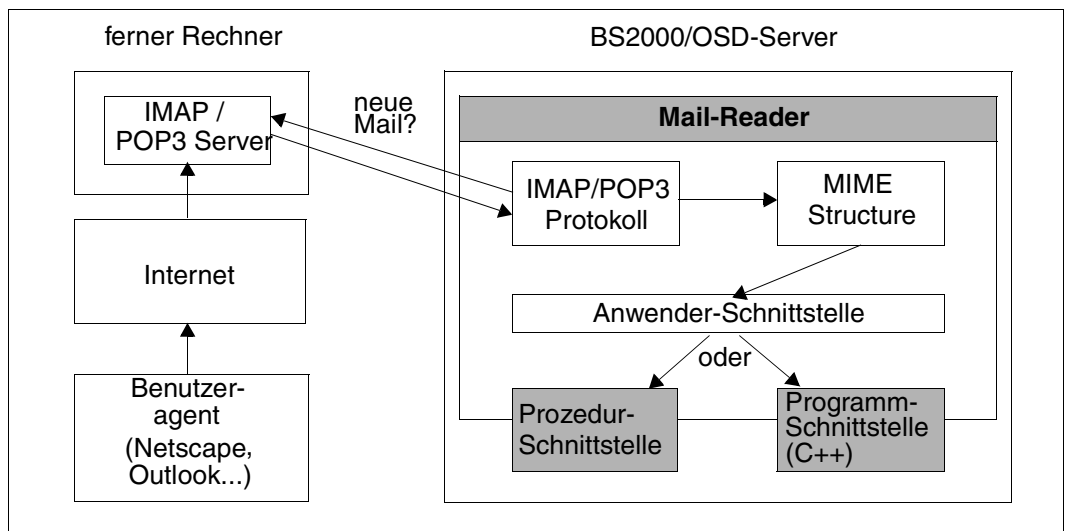 ferner Rechner
BS2000/OSD-Server
IMAP /
POP3 Server
neue
Mail?
Mail-Reader
IMAP/POP3
Protokoll
MIME
Structure
Internet
Anwender-Schnittstelle
oder
Benutzer-
agent
(Netscape,
Outlook...)
Prozedur-
Schnittstelle
Programm-
Schnittstelle
(C++)